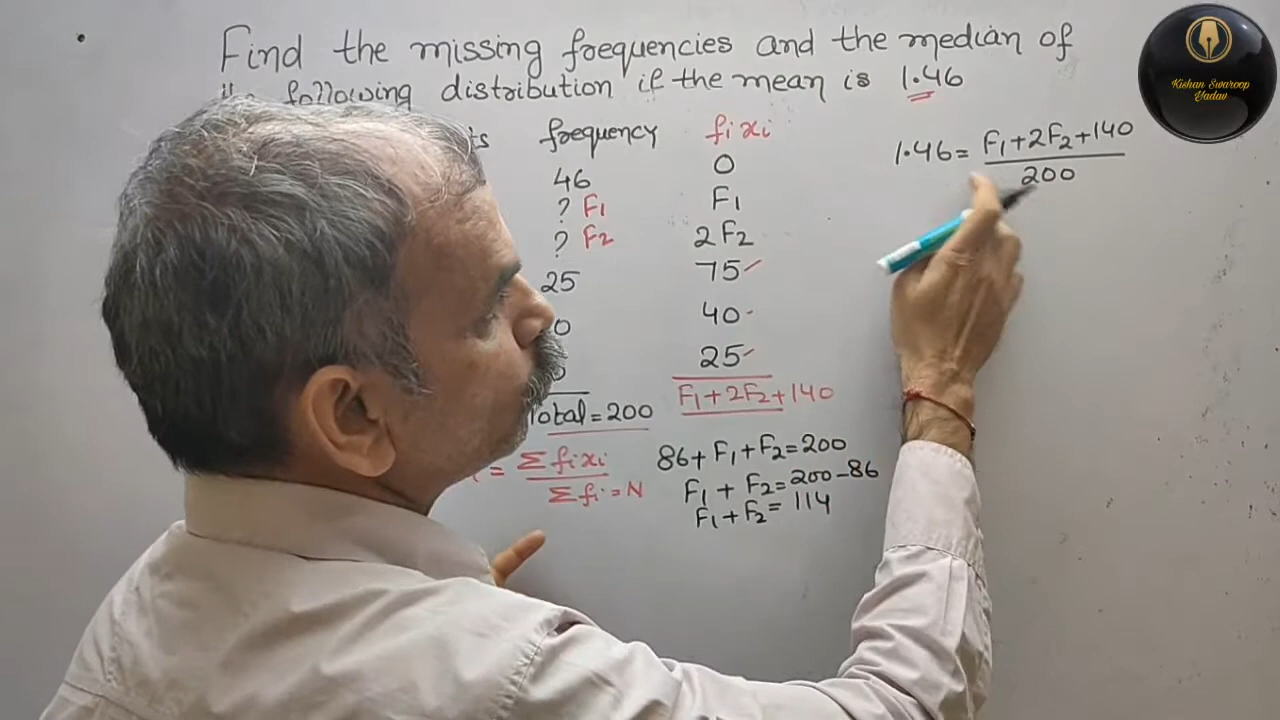 Find the missing frequencies and the median of
following distribution if the mean is 1.46
frequency fixi
46 0
? F1 F1
? F2 2F2
25 75
40
25
Total=200 F1+2F2+140
= Σfixi / Σfi=N
86+F1+F2=200
F1+F2=200-86
F1+F2=114
1.46= F1+2F2+140 / 200
Kishan Swaroop
Yadav